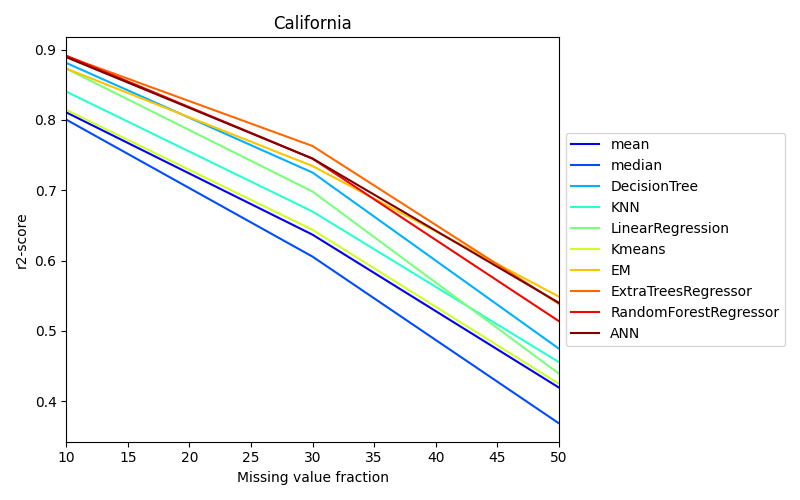 California
0.9
0.8
0.7
0.6
0.5
0.4
r2-score
10
15
20
25
30
35
40
45
50
Missing value fraction
mean
median
DecisionTree
KNN
LinearRegression
Kmeans
EM
ExtraTreesRegressor
RandomForestRegressor
ANN